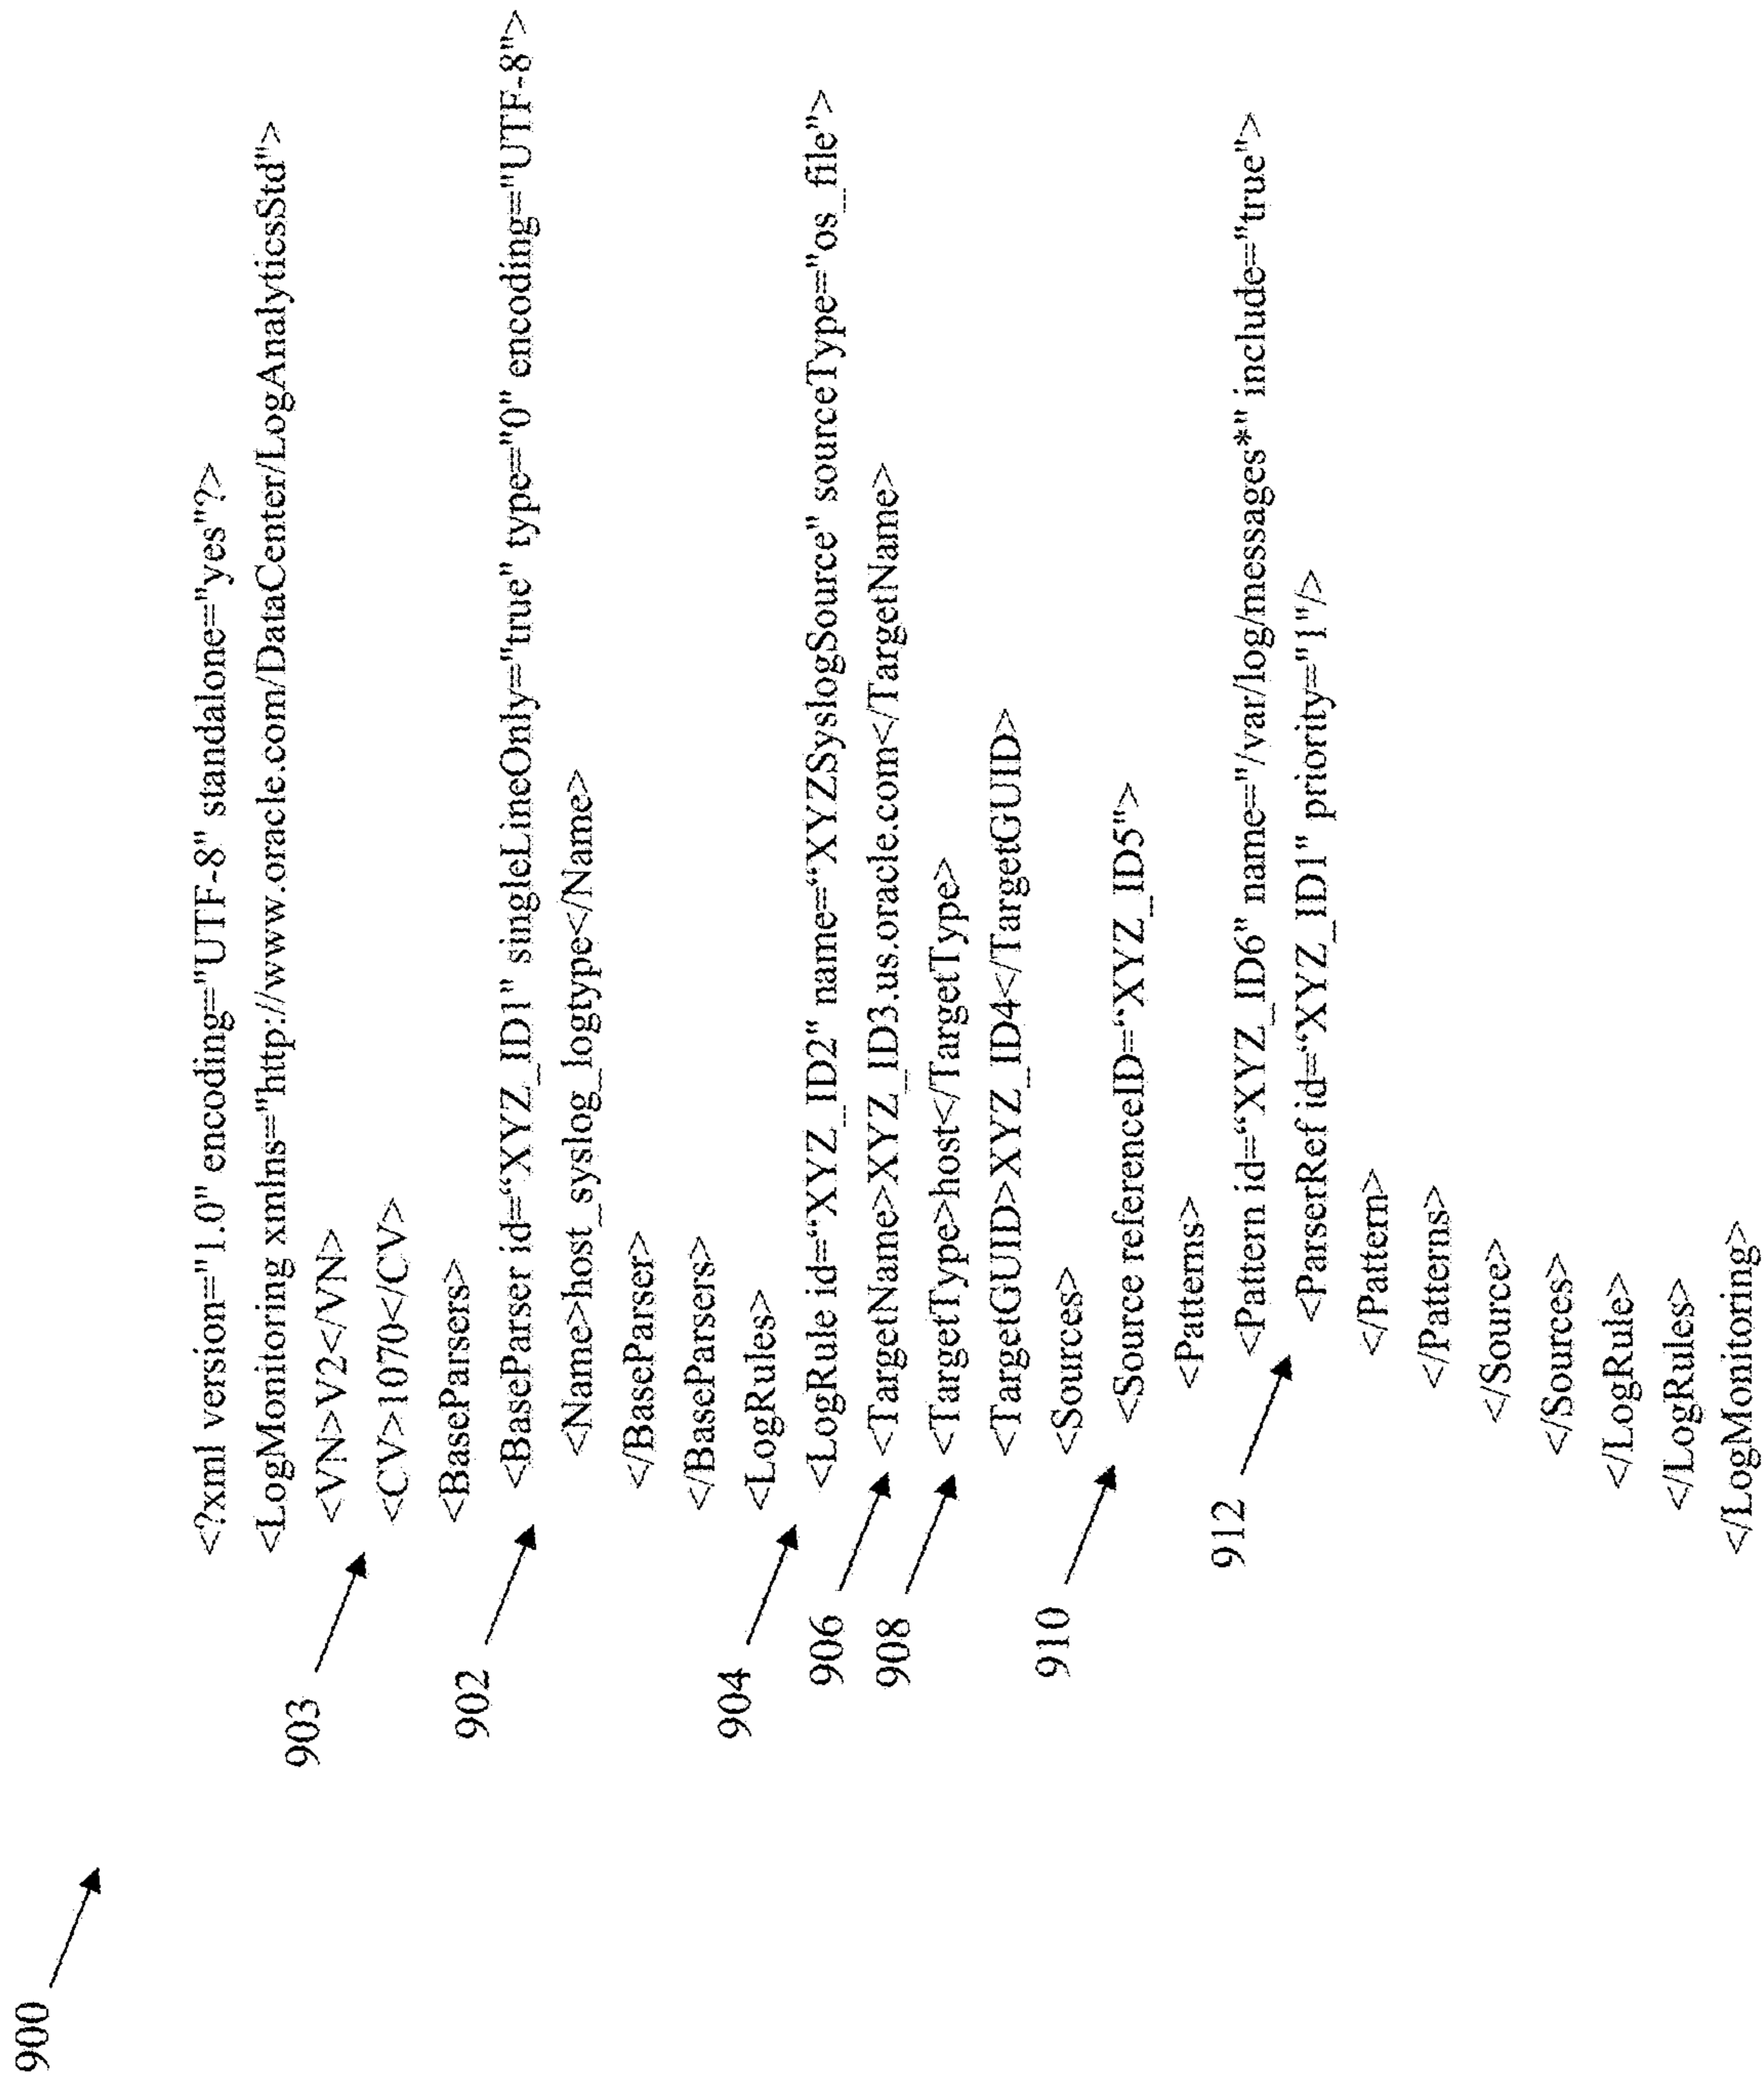 900
<?xml version="1.0" encoding="UTF-8" standalone="yes"?>
<LogMonitoring xmlns="http://www.oracle.com/DataCenter/LogAnalyticsStd">
<VN>V2</VN>
903
<CV>1070</CV>
<BaseParsers>
902
<BaseParser id=“XYZ_ID1" singleLineOnly="true" type="0" encoding="UTF-8">
<Name>host_syslog_logtype</Name>
</BaseParser>
</BaseParsers>
<LogRules>
904
<LogRule id=“XYZ_ID2" name=“XYZSyslogSource" sourceType="os_file">
906
<TargetName>XYZ_ID3.us.oracle.com</TargetName>
908
<TargetType>host</TargetType>
<TargetGUID>XYZ_ID4</TargetGUID>
<Sources>
910
<Source referenceID=“XYZ_ID5">
<Patterns>
912
<Pattern id=“XYZ_ID6" name="/var/log/messages*" include="true">
<ParserRef id=“XYZ_ID1" priority="1"/>
</Pattern>
</Patterns>
</Source>
</Sources>
</LogRule>
</LogRules>
</LogMonitoring>